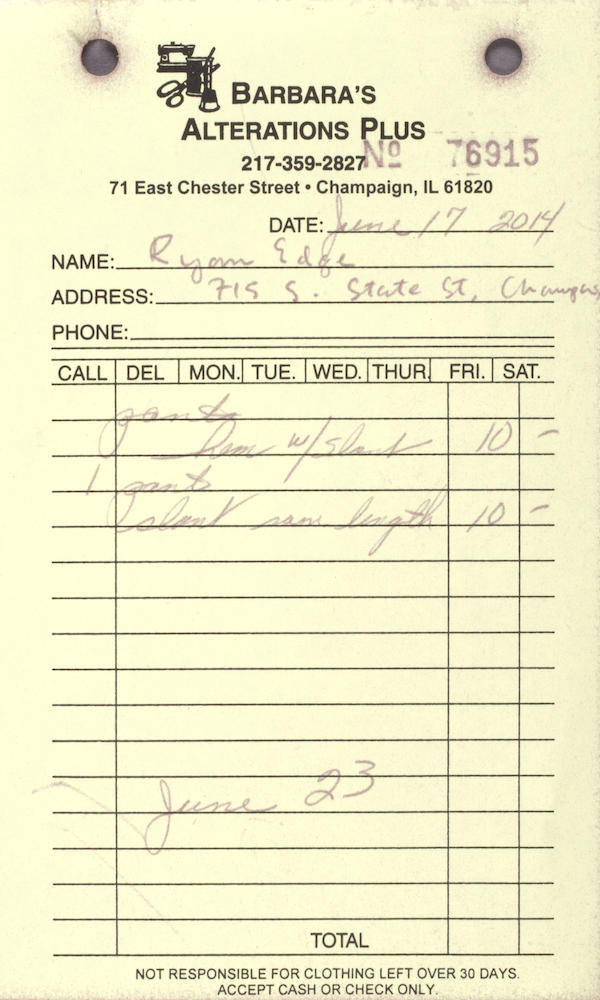 BARBARA'S
ALTERATIONS PLUS
217-359-2827 Nº 76915
71 East Chester Street • Champaign, IL 61820
DATE: June 17 2014
NAME: Ryan Edge
ADDRESS: 715 S. State St,
PHONE:
CALL DEL MON. TUE. WED. THUR. FRI. SAT.
pants
hem w/slant 10 -
1 pants
slant same length 10 -
June 23
TOTAL
NOT RESPONSIBLE FOR CLOTHING LEFT OVER 30 DAYS.
ACCEPT CASH OR CHECK ONLY.